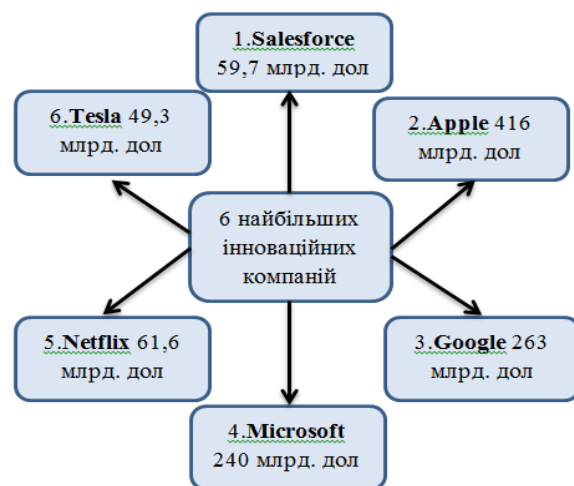 1.Salesforce
59,7 млрд. дол
6.Tesla 49,3
млрд. дол
2.Apple 416
млрд. дол
6 найбільших
інноваційних
компаній
5.Netflix 61,6
млрд. дол
3.Google 263
млрд. дол
4.Microsoft
240 млрд. дол